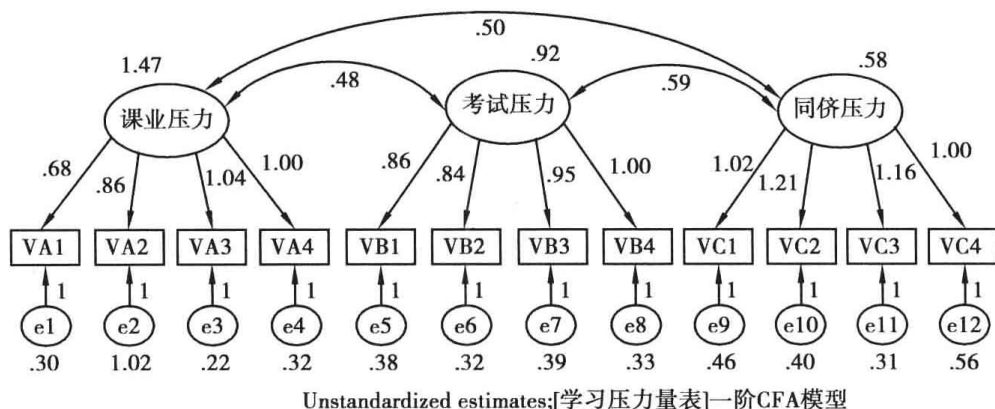 .50
1.47 .92 .58
.48 .59
课业压力 考试压力 同侪压力
.68 .86 1.04 1.00 .86 .84 .95 1.00 1.02 1.21 1.16 1.00
VA1 VA2 VA3 VA4 VB1 VB2 VB3 VB4 VC1 VC2 VC3 VC4
1 1 1 1 1 1 1 1 1 1 1 1
e1 e2 e3 e4 e5 e6 e7 e8 e9 e10 e11 e12
.30 1.02 .22 .32 .38 .32 .39 .33 .46 .40 .31 .56
Unstandardized estimates;[学习压力量表]一阶CFA模型